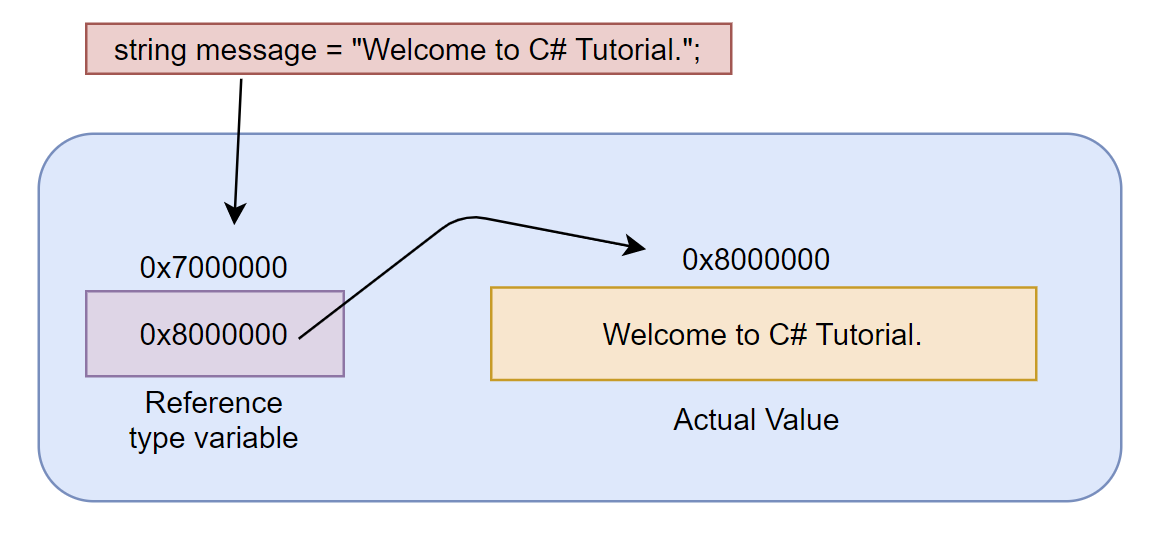 string message = "Welcome to C# Tutorial.";
0x7000000
0x8000000
0x8000000
Welcome to C# Tutorial.
Reference
type variable
Actual Value